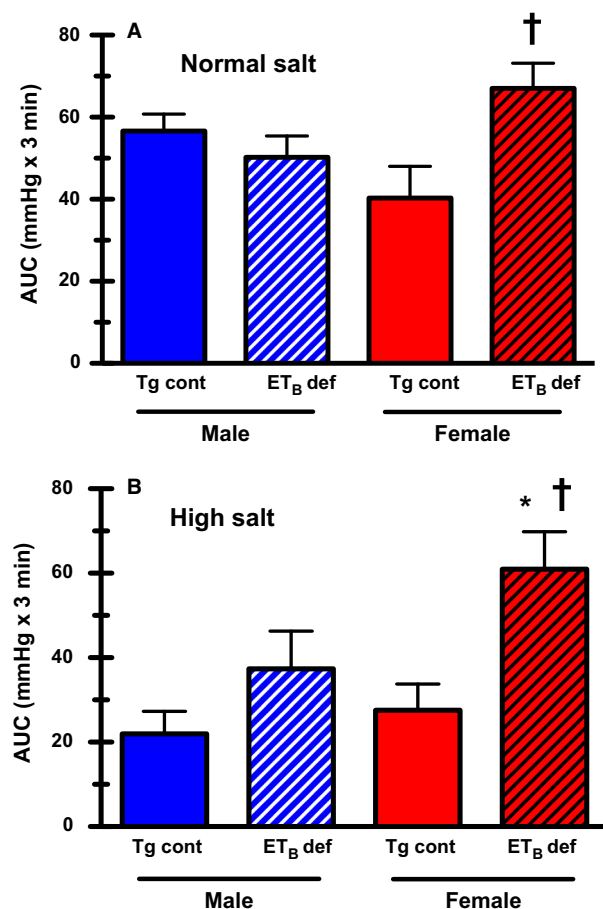 A
Normal salt
†
AUC (mmHg x 3 min)
80
60
40
20
0
Tg cont
ET_B def
Tg cont
ET_B def
Male
Female
B
High salt
* †
AUC (mmHg x 3 min)
80
60
40
20
0
Tg cont
ET_B def
Tg cont
ET_B def
Male
Female